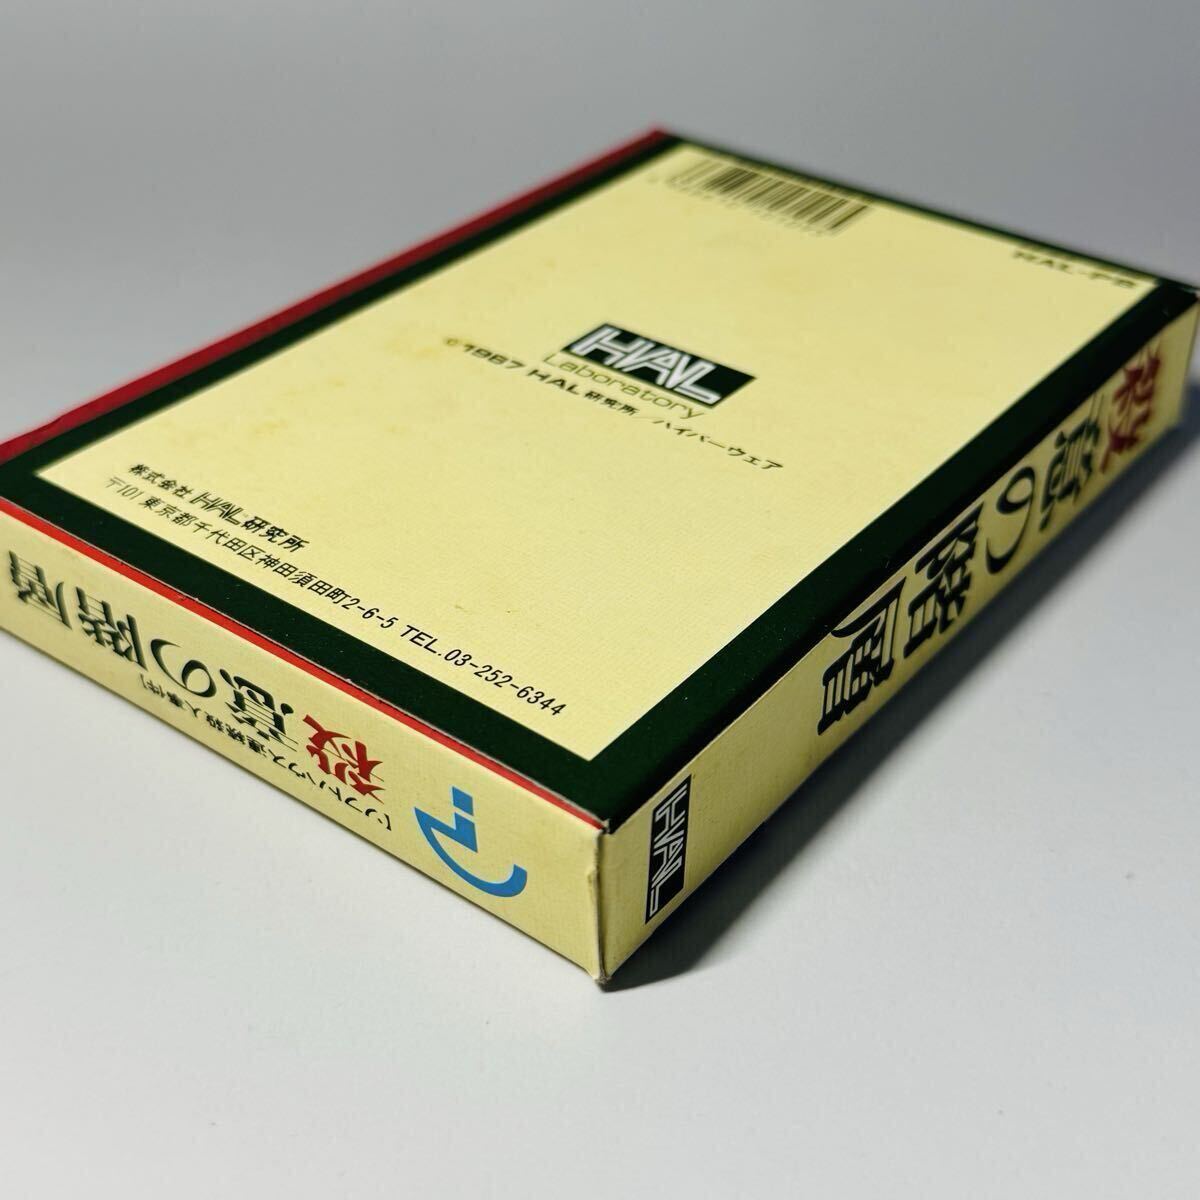 HAL
Laboratory
©1987 HAL研究所/ハイパーウェア
株式会社 HAL研究所
〒101 東京都千代田区神田須田町2-6-5 TEL.03-252-6344
[ソフトハウス連続殺人事件]
殺意の階層
殺意の階層
HAL